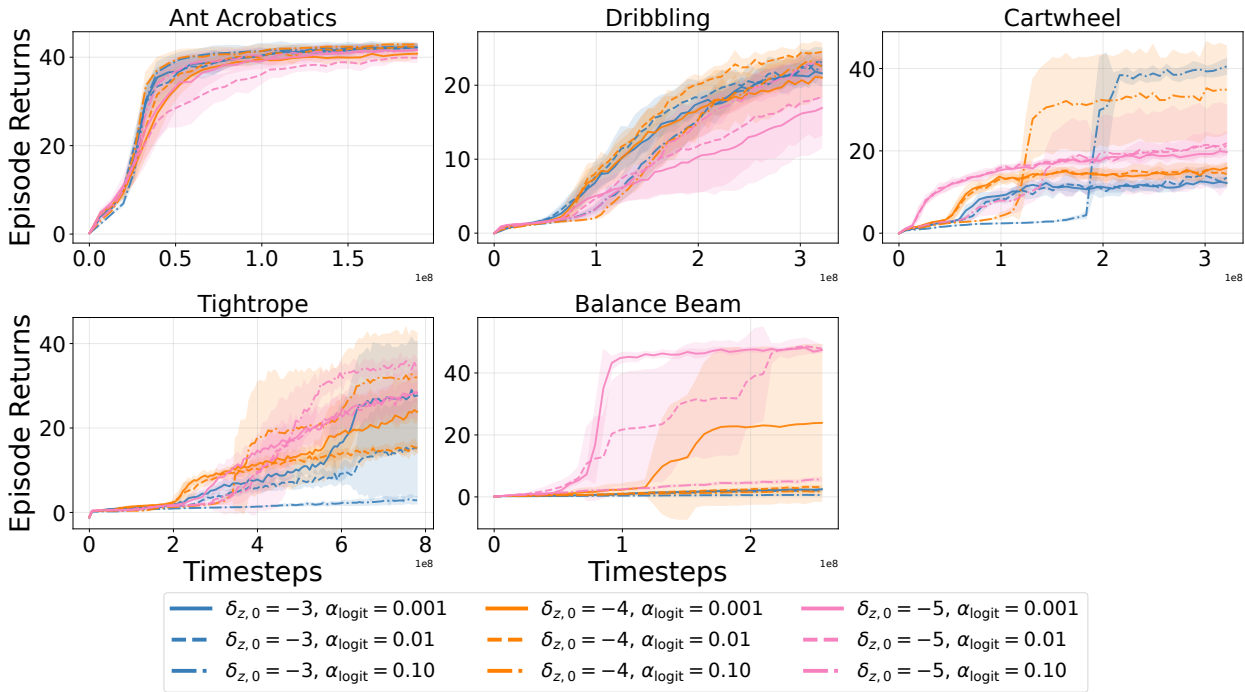 Ant Acrobatics
Dribbling
Cartwheel
Episode Returns
40
20
0
0.0
0.5
1.0
1.5
1e8
20
10
0
0
1
2
3
1e8
60
40
20
0
0
1
2
3
1e8
Tightrope
Balance Beam
Episode Returns
40
20
0
0
2
4
6
8
1e8
Timesteps
40
20
0
0
1
2
1e8
Timesteps
δz,0 = −3, αlogit = 0.001
δz,0 = −4, αlogit = 0.001
δz,0 = −5, αlogit = 0.001
δz,0 = −3, αlogit = 0.01
δz,0 = −4, αlogit = 0.01
δz,0 = −5, αlogit = 0.01
δz,0 = −3, αlogit = 0.10
δz,0 = −4, αlogit = 0.10
δz,0 = −5, αlogit = 0.10